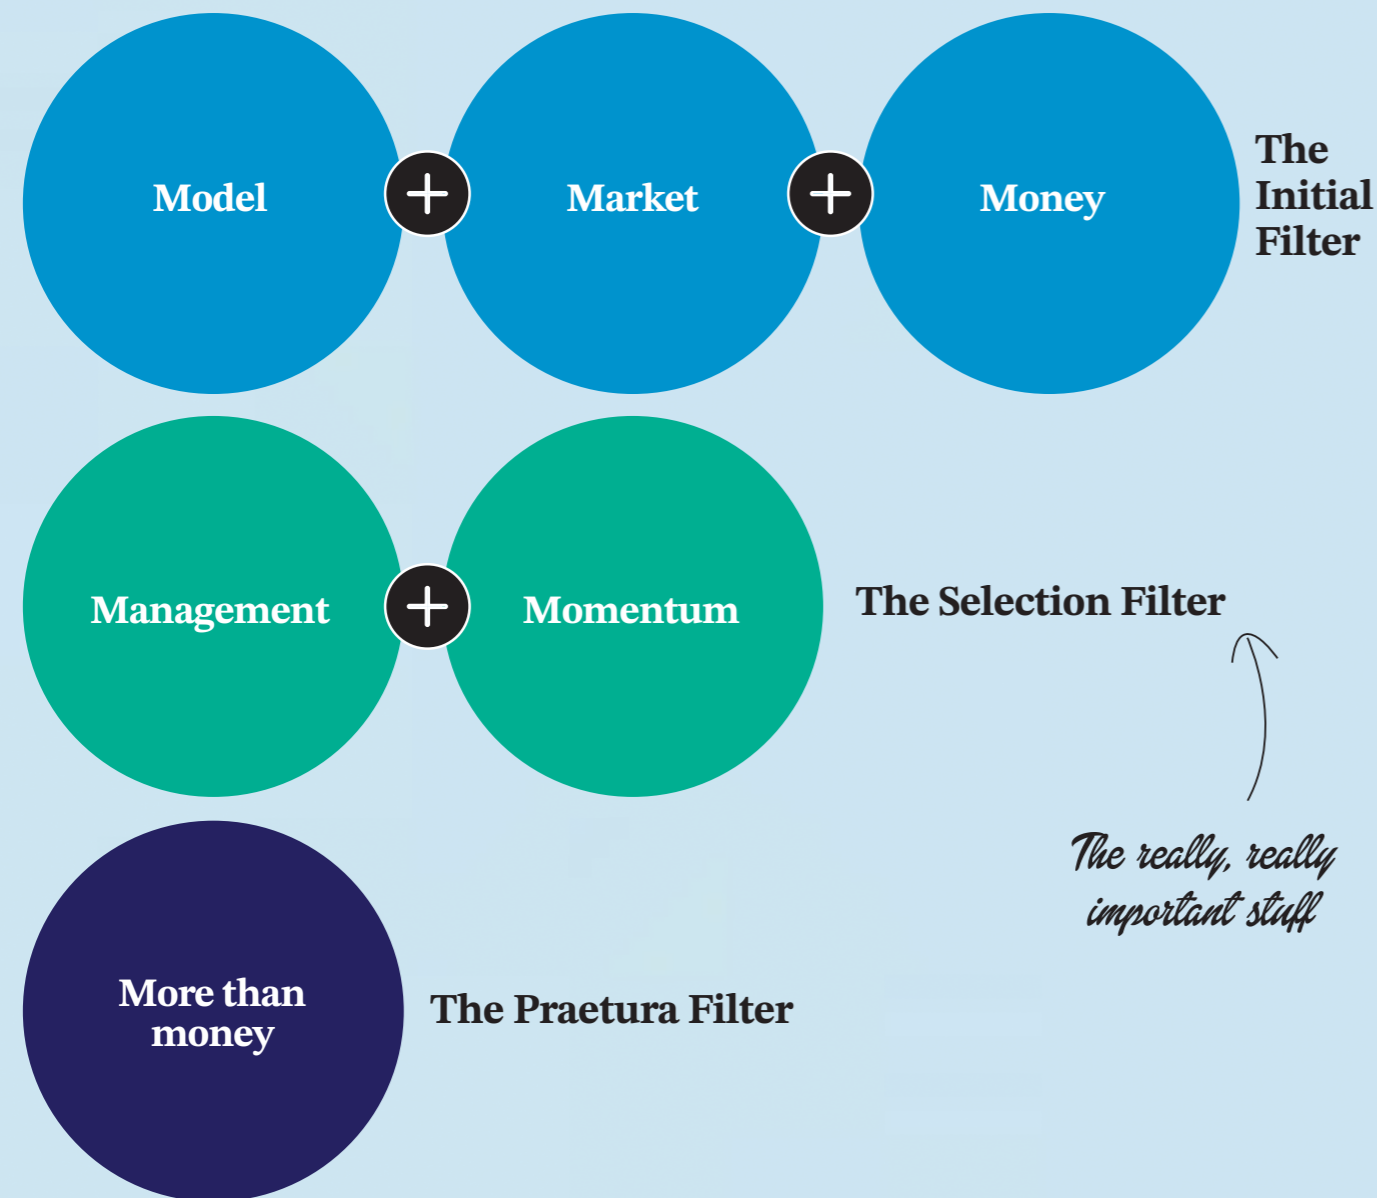 Model
Market
Money
The
Initial
Filter
Management
Momentum
The Selection Filter
The really, really
important stuff
More than
money
The Praetura Filter